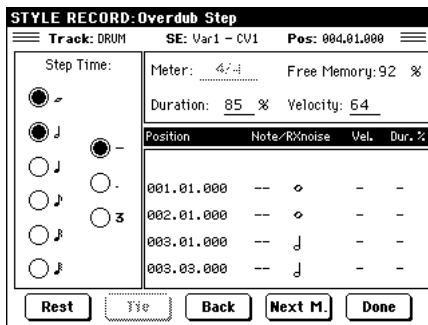 STYLE RECORD:Overdub Step
Track: DRUM SE: Var1 - CV1 Pos: 004.01.000
Step Time:
Meter: 4/4 Free Memory:92 %
Duration: 85 % Velocity: 64
Position Note/RXnoise Vel. Dur.%
001.01.000 -- - -
002.01.000 -- - -
003.01.000 -- - -
003.03.000 -- - -
-
.
3
Rest Tie Back Next M. Done